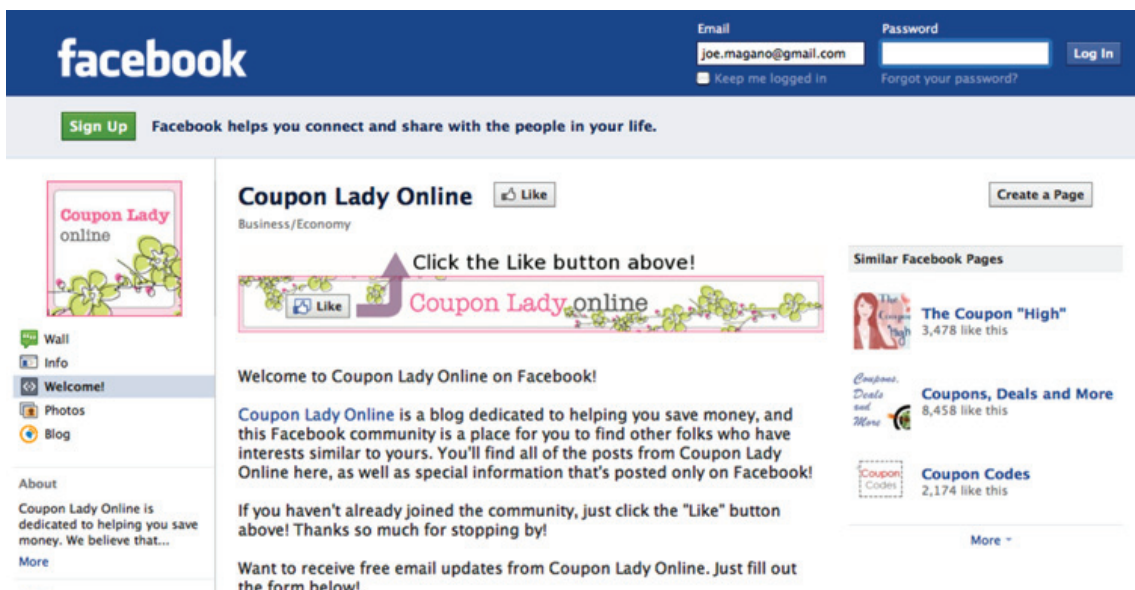 facebook
Email
Password
joe.magano@gmail.com
Log In
Keep me logged in
Forgot your password?
Sign Up
Facebook helps you connect and share with the people in your life.
Coupon Lady
online
Wall
Info
Welcome!
Photos
Blog
About
Coupon Lady Online is
dedicated to helping you save
money. We believe that...
More
Coupon Lady Online
Like
Business/Economy
Click the Like button above!
Like
Coupon Lady online
Welcome to Coupon Lady Online on Facebook!
Coupon Lady Online is a blog dedicated to helping you save money, and
this Facebook community is a place for you to find other folks who have
interests similar to yours. You'll find all of the posts from Coupon Lady
Online here, as well as special information that's posted only on Facebook!
If you haven't already joined the community, just click the "Like" button
above! Thanks so much for stopping by!
Want to receive free email updates from Coupon Lady Online. Just fill out
the form below!
Create a Page
Similar Facebook Pages
The
Coupon
High
The Coupon "High"
3,478 like this
Coupons,
Deals
and
More
Coupons, Deals and More
8,458 like this
Coupon
Codes
Coupon Codes
2,174 like this
More